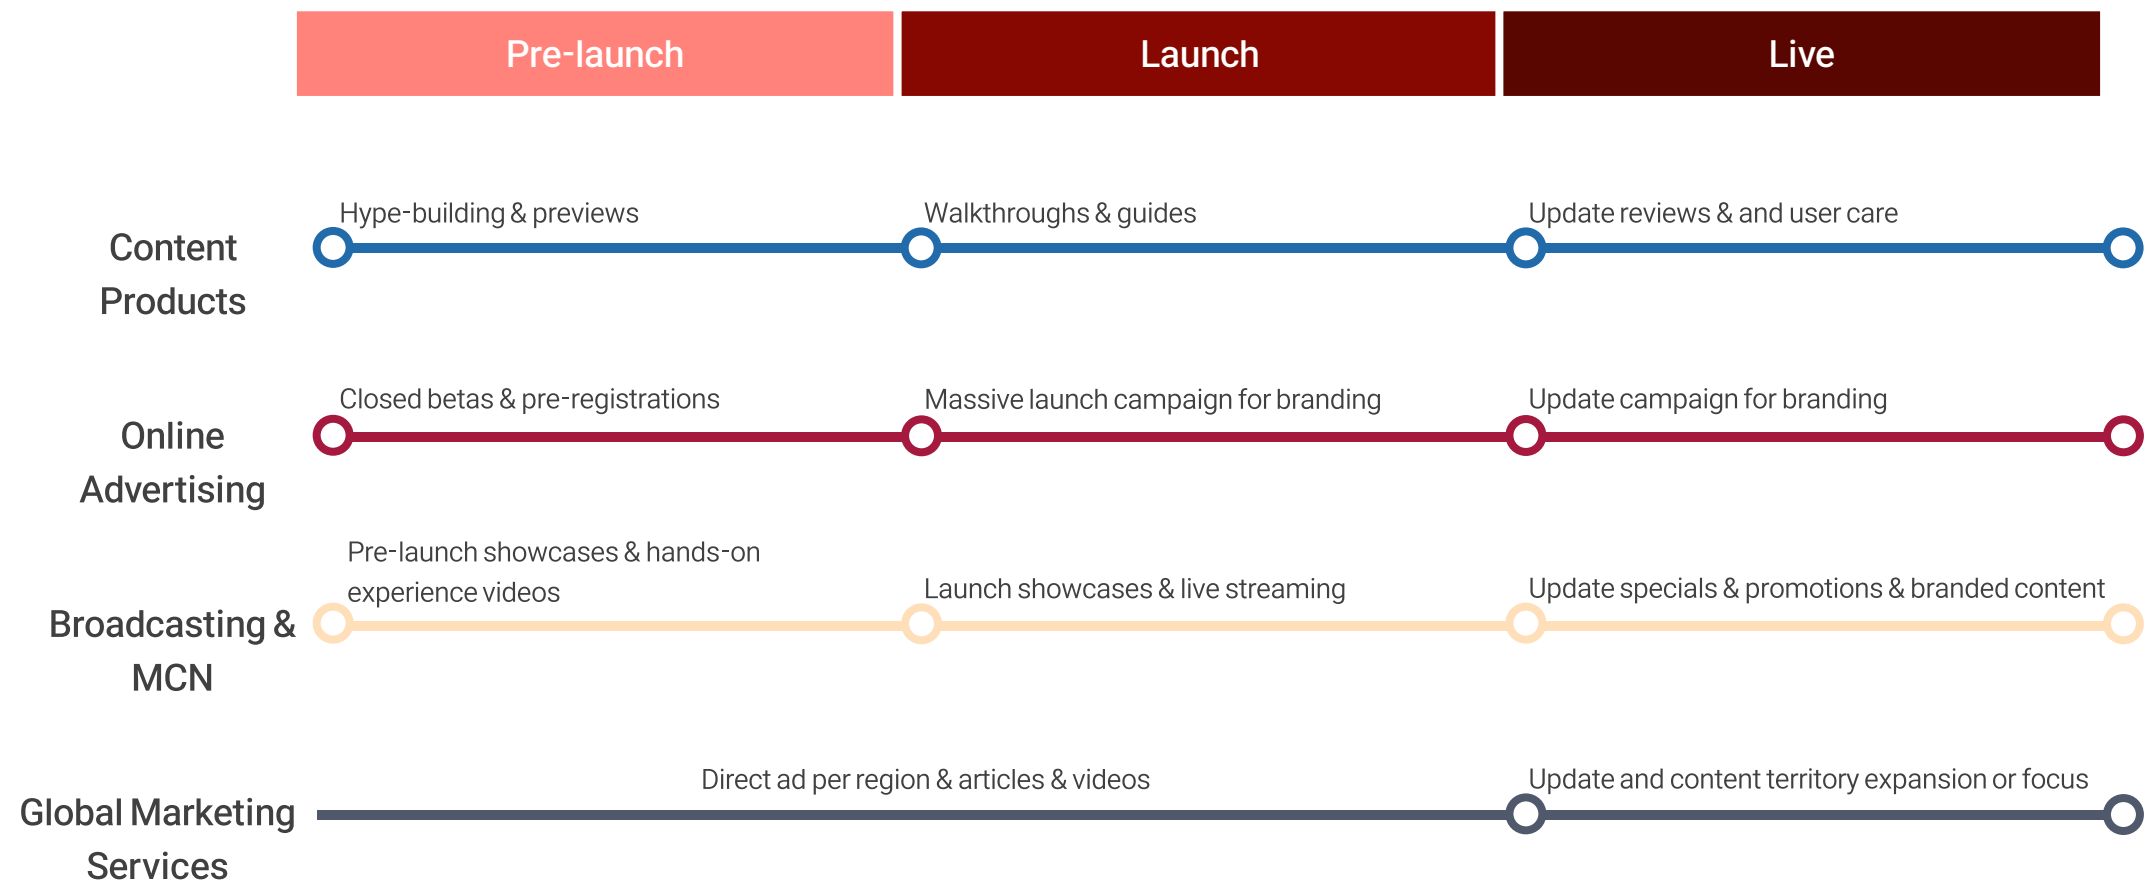 Pre-launch
Launch
Live
Hype-building & previews
Walkthroughs & guides
Update reviews & and user care
Content
Products
Closed betas & pre-registrations
Massive launch campaign for branding
Update campaign for branding
Online
Advertising
Pre-launch showcases & hands-on
experience videos
Launch showcases & live streaming
Update specials & promotions & branded content
Broadcasting &
MCN
Direct ad per region & articles & videos
Update and content territory expansion or focus
Global Marketing
Services